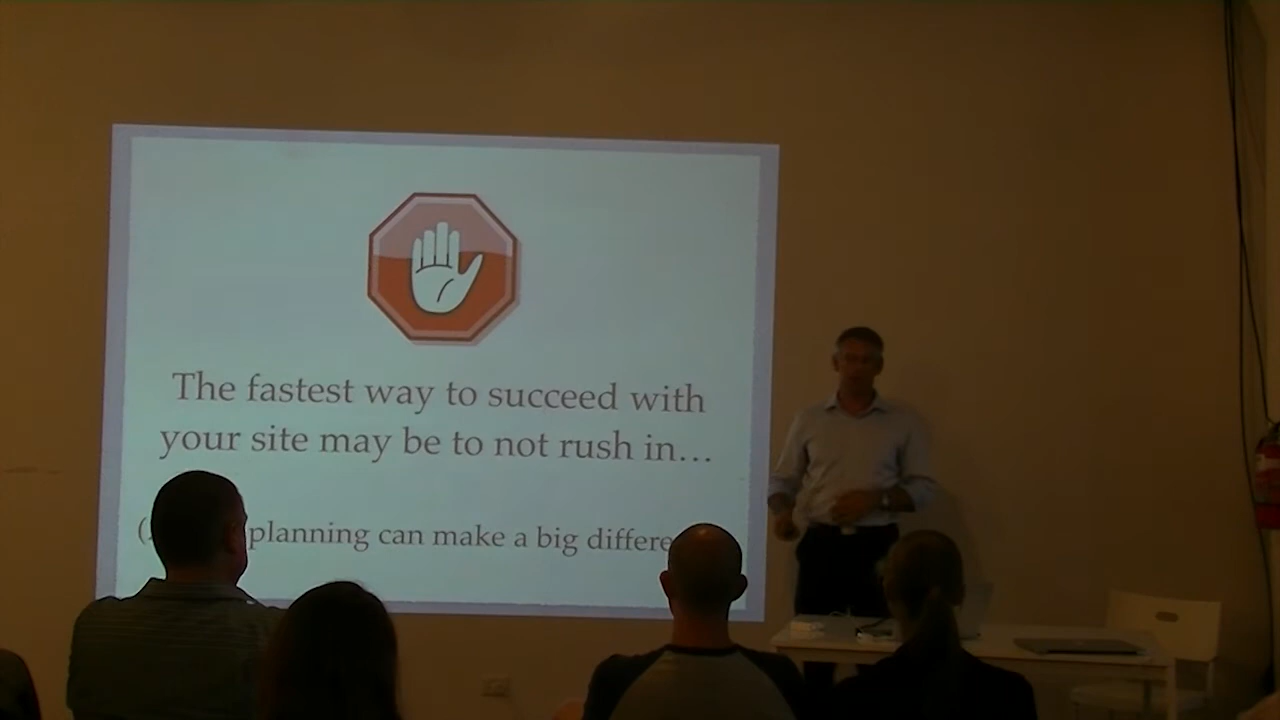 The fastest way to succeed with
your site may be to not rush in…
( planning can make a big differe